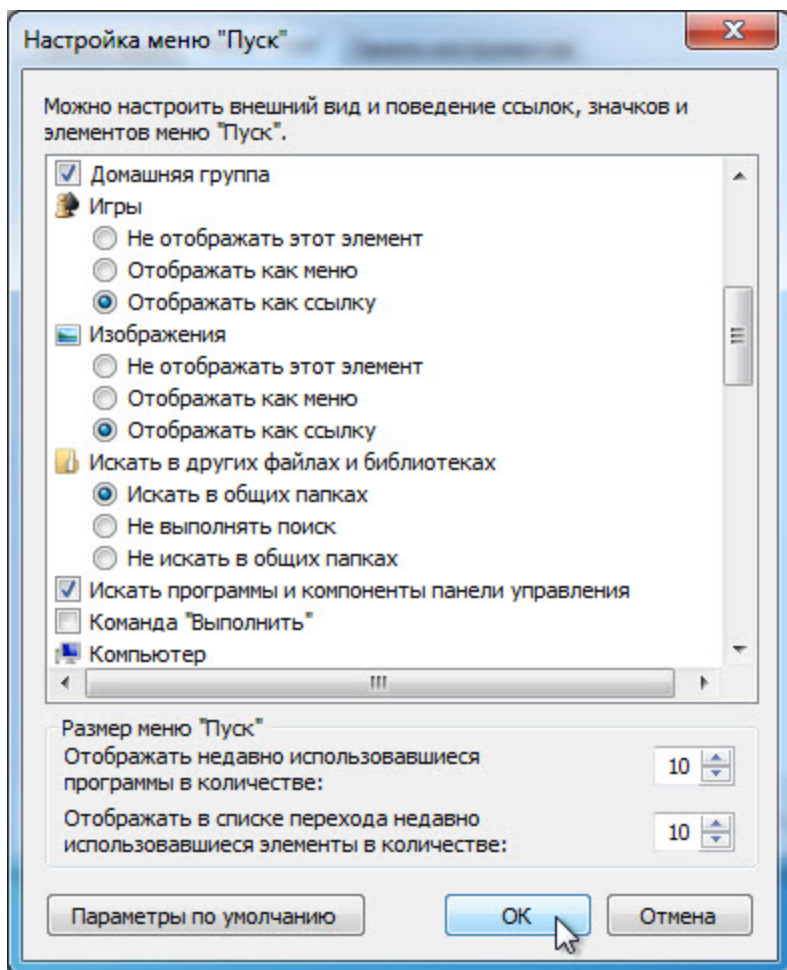 Настройка меню "Пуск"
Можно настроить внешний вид и поведение ссылок, значков и
элементов меню "Пуск".
Домашняя группа
Игры
Не отображать этот элемент
Отображать как меню
Отображать как ссылку
Изображения
Не отображать этот элемент
Отображать как меню
Отображать как ссылку
Искать в других файлах и библиотеках
Искать в общих папках
Не выполнять поиск
Не искать в общих папках
Искать программы и компоненты панели управления
Команда "Выполнить"
Компьютер
Размер меню "Пуск"
Отображать недавно использовавшиеся
программы в количестве:
10
Отображать в списке перехода недавно
использовавшиеся элементы в количестве:
10
Параметры по умолчанию
ОК
Отмена